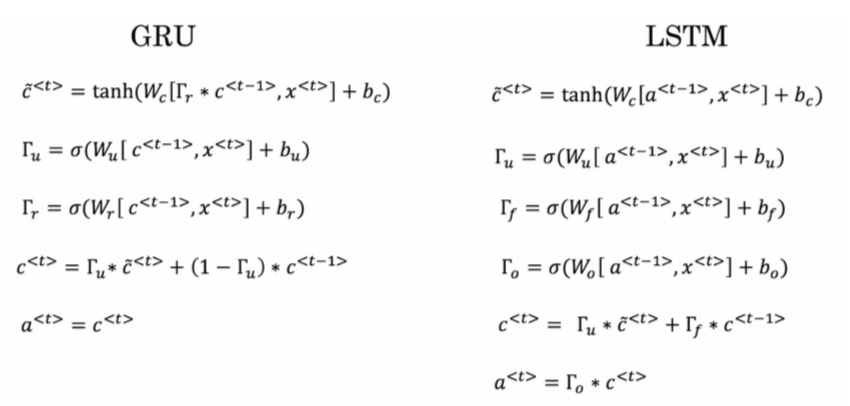 GRU
c̃^{<t>} = tanh(W_c[Γ_r * c^{<t−1>}, x^{<t>}] + b_c)
Γ_u = σ(W_u[ c^{<t−1>}, x^{<t>}] + b_u)
Γ_r = σ(W_r[ c^{<t−1>}, x^{<t>}] + b_r)
c^{<t>} = Γ_u * c̃^{<t>} + (1 − Γ_u) * c^{<t−1>}
a^{<t>} = c^{<t>}
LSTM
c̃^{<t>} = tanh(W_c[a^{<t−1>}, x^{<t>}] + b_c)
Γ_u = σ(W_u[ a^{<t−1>}, x^{<t>}] + b_u)
Γ_f = σ(W_f[ a^{<t−1>}, x^{<t>}] + b_f)
Γ_o = σ(W_o[ a^{<t−1>}, x^{<t>}] + b_o)
c^{<t>} = Γ_u * c̃^{<t>} + Γ_f * c^{<t−1>}
a^{<t>} = Γ_o * c^{<t>}